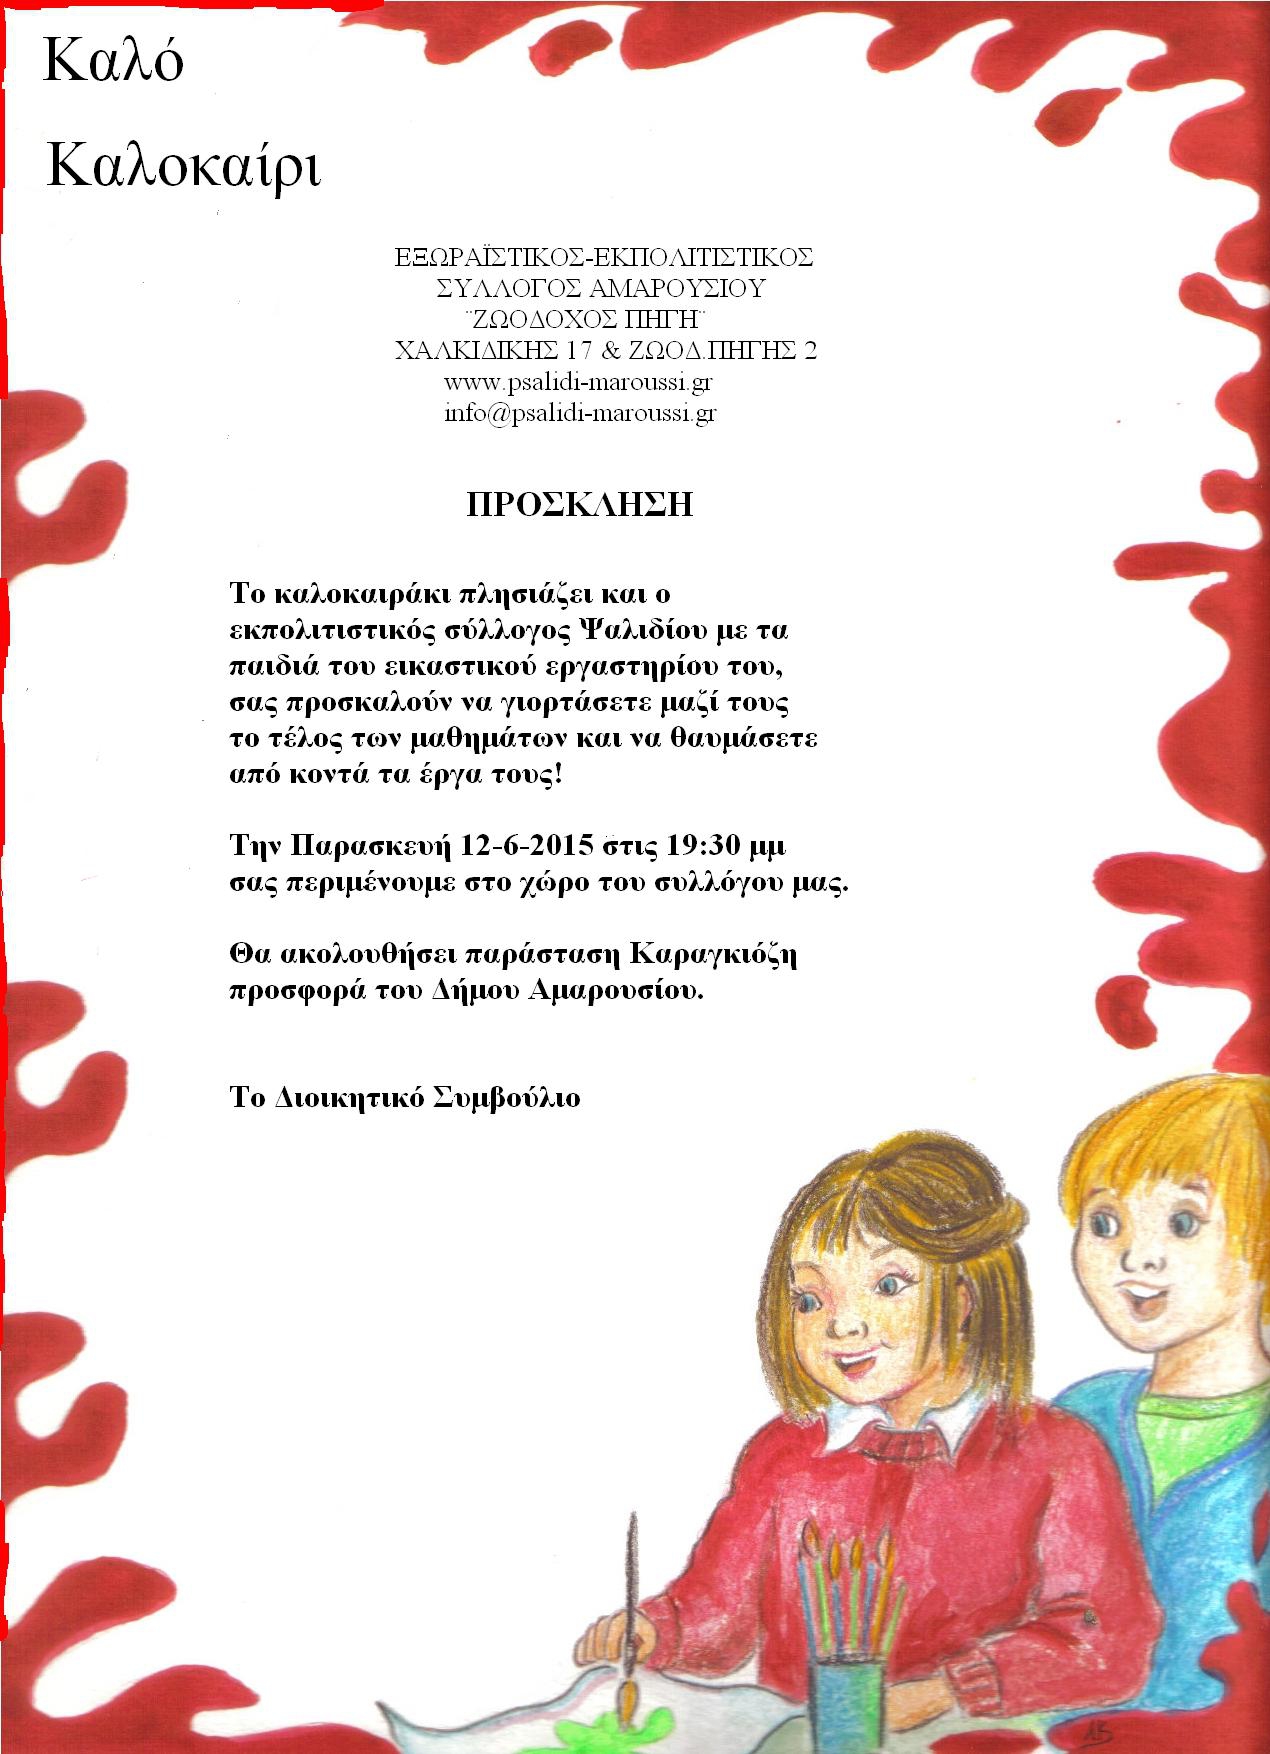 Καλό
Καλοκαίρι
ΕΞΩΡΑΪΣΤΙΚΟΣ-ΕΚΠΟΛΙΤΙΣΤΙΚΟΣ
ΣΥΛΛΟΓΟΣ ΑΜΑΡΟΥΣΙΟΥ
¨ΖΩΟΔΟΧΟΣ ΠΗΓΗ¨
ΧΑΛΚΙΔΙΚΗΣ 17 & ΖΩΟΔ.ΠΗΓΗΣ 2
www.psalidi-maroussi.gr
info@psalidi-maroussi.gr
ΠΡΟΣΚΛΗΣΗ
Το καλοκαιράκι πλησιάζει και ο
εκπολιτιστικός σύλλογος Ψαλιδίου με τα
παιδιά του εικαστικού εργαστηρίου του,
σας προσκαλούν να γιορτάσετε μαζί τους
το τέλος των μαθημάτων και να θαυμάσετε
από κοντά τα έργα τους!
Την Παρασκευή 12-6-2015 στις 19:30 μμ
σας περιμένουμε στο χώρο του συλλόγου μας.
Θα ακολουθήσει παράσταση Καραγκιόζη
προσφορά του Δήμου Αμαρουσίου.
Το Διοικητικό Συμβούλιο